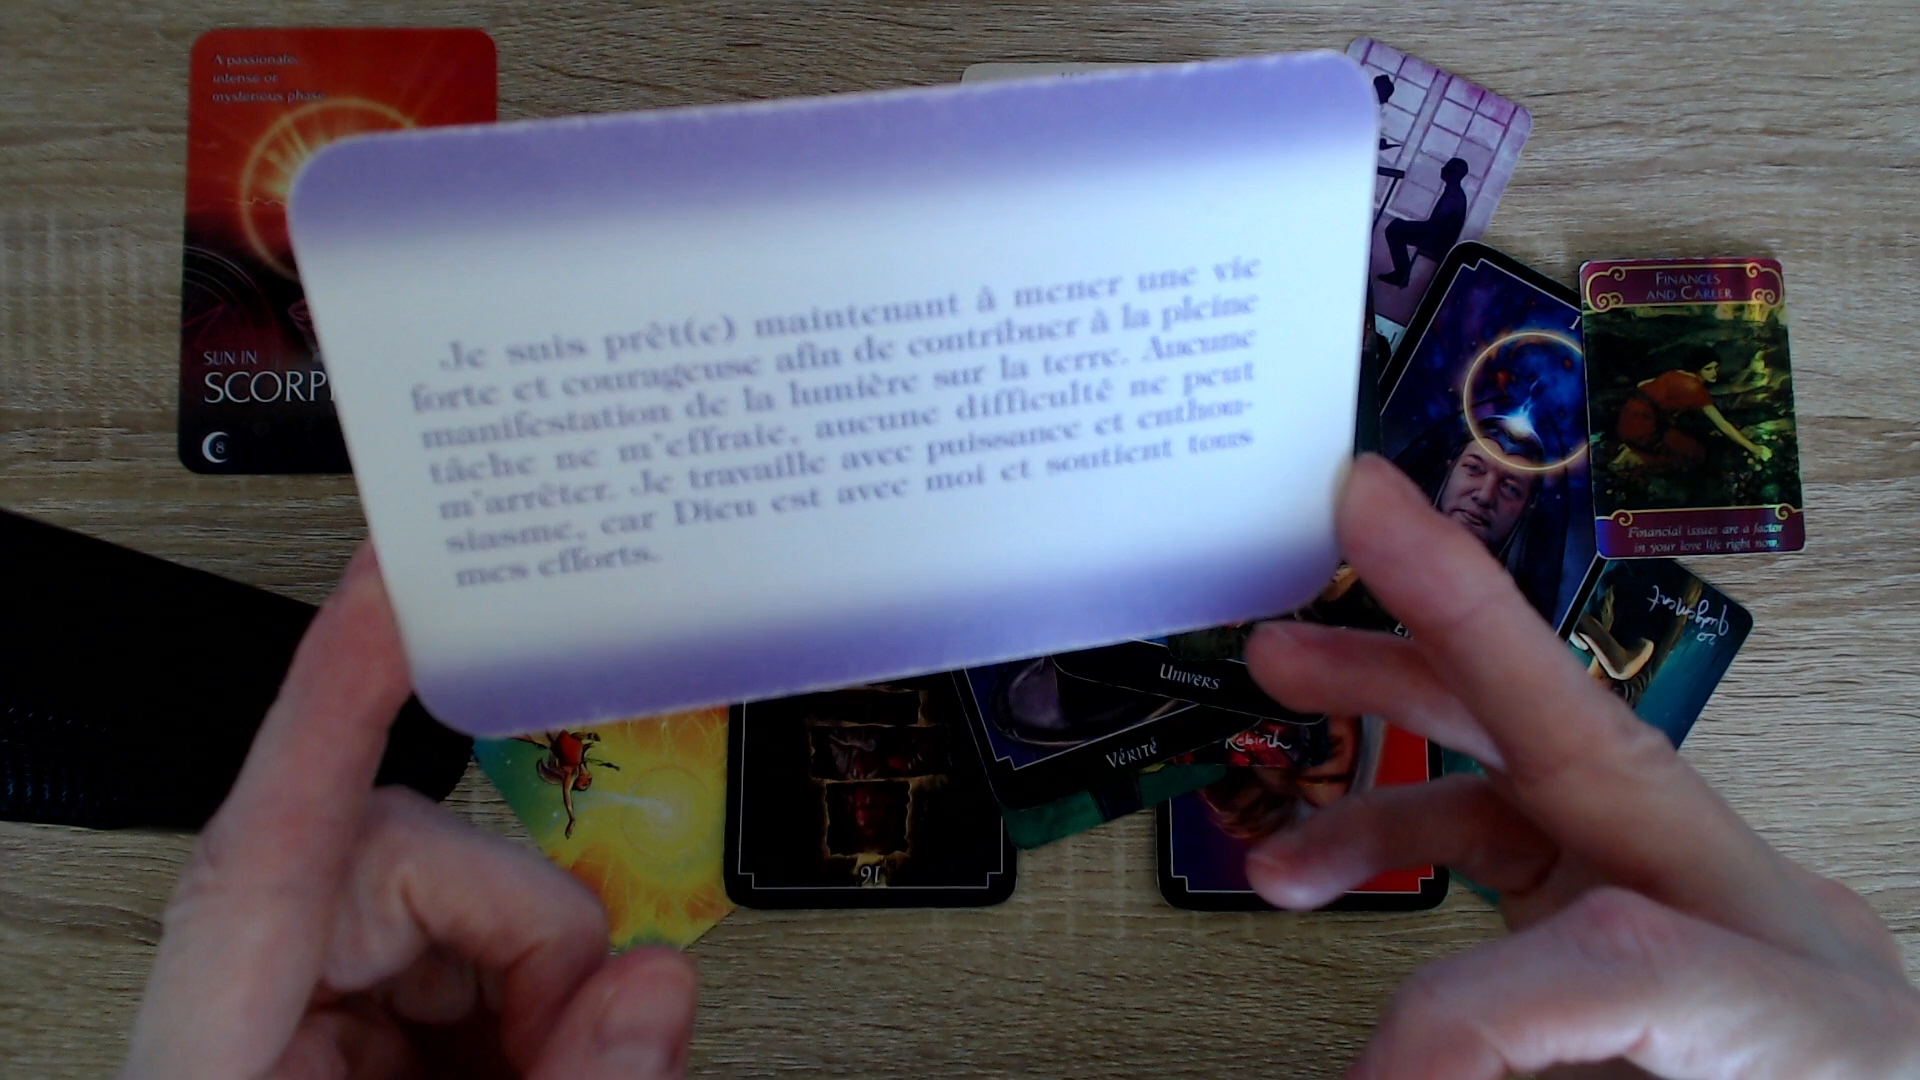 A passionate,
intense or
mysterious phase
SUN IN
SCORP
8
Je suis prêt(e) maintenant à mener une vie
forte et courageuse afin de contribuer à la pleine
manifestation de la lumière sur la terre. Aucune
tâche ne m'effraie, aucune difficulté ne peut
m'arrêter. Je travaille avec puissance et enthou-
siasme, car Dieu est avec moi et soutient tous
mes efforts.
FINANCES
AND CAREER
Financial issues are a factor
in your love life right now.
20
Judgement
UNIVERS
VÉRITÉ
Rebirth
16